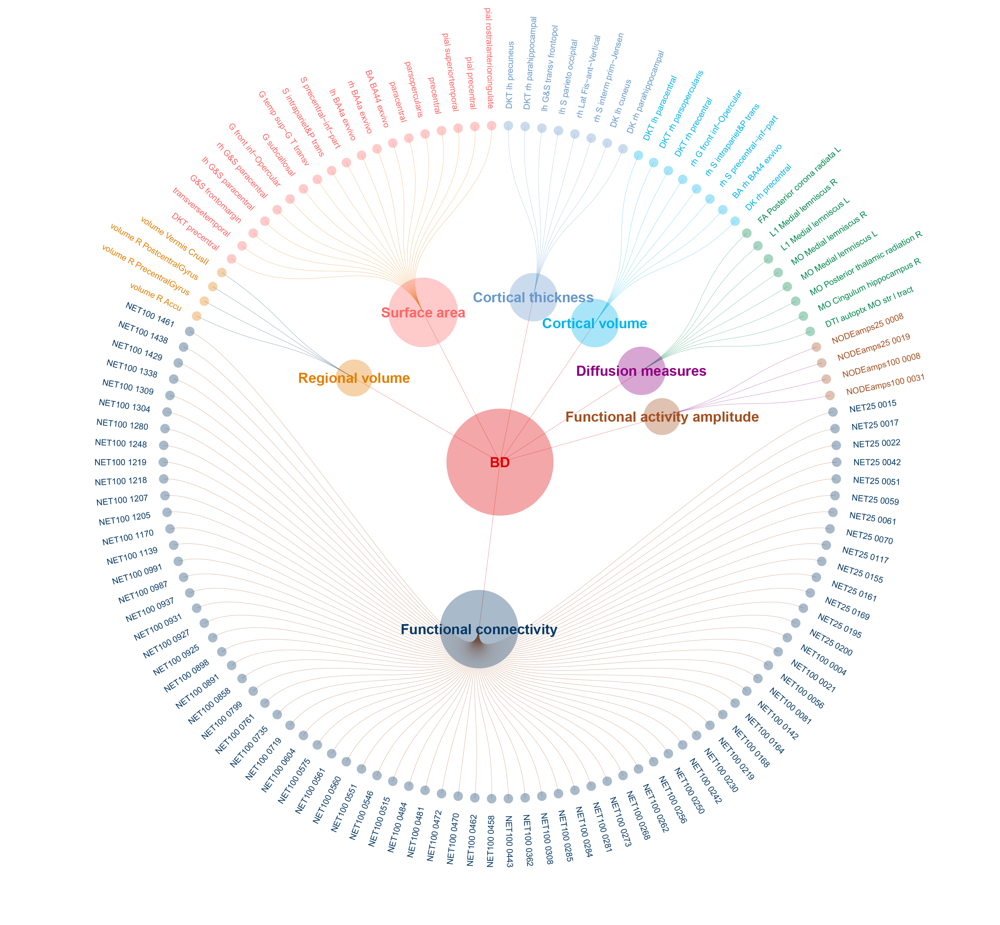 pial rostralanteriorcingulate
DKT lh precuneus
DKT rh parahippocampal
lh G&S transv frontopol
lh S parieto occipital
rh Lat Fis−ant−Vertical
rh S interm prim−Jensen
DK lh cuneus
DK rh parahippocampal
DKT lh paracentral
DKT rh parsopercularis
DKT rh precentral
rh G front inf−Opercular
rh S intrapariet&P trans
rh S precentral−inf−part
BA rh BA44 exvivo
DK rh precentral
FA Posterior corona radiata L
L1 Medial lemniscus R
L1 Medial lemniscus L
MO Medial lemniscus R
MO Medial lemniscus L
MO Posterior thalamic radiation R
MO Cingulum hippocampus R
DTI autoptx MO str l tract
NODEamps25 0008
NODEamps25 0019
NODEamps100 0008
NODEamps100 0031
NET25 0015
NET25 0017
NET25 0022
NET25 0042
NET25 0051
NET25 0059
NET25 0061
NET25 0070
NET25 0117
NET25 0155
NET25 0161
NET25 0169
NET25 0195
NET25 0200
NET100 0004
NET100 0021
NET100 0056
NET100 0081
NET100 0142
NET100 0164
NET100 0168
NET100 0219
NET100 0230
NET100 0242
NET100 0250
NET100 0256
NET100 0262
NET100 0268
NET100 0273
NET100 0281
NET100 0284
NET100 0285
NET100 0308
NET100 0362
NET100 0443
NET100 0458
NET100 0462
NET100 0470
NET100 0472
NET100 0481
NET100 0484
NET100 0515
NET100 0546
NET100 0551
NET100 0560
NET100 0561
NET100 0575
NET100 0604
NET100 0719
NET100 0735
NET100 0761
NET100 0799
NET100 0858
NET100 0891
NET100 0898
NET100 0925
NET100 0927
NET100 0931
NET100 0937
NET100 0987
NET100 0991
NET100 1139
NET100 1170
NET100 1205
NET100 1207
NET100 1218
NET100 1219
NET100 1248
NET100 1280
NET100 1304
NET100 1309
NET100 1338
NET100 1429
NET100 1438
NET100 1461
volume R Accu
volume R PrecentralGyrus
volume R PostcentralGyrus
volume Vermis CrusII
DKT precentral
transversetemporal
G&S frontomargin
lh G&S paracentral
rh G&S paracentral
G front inf−Opercular
G subcallosal
G temp sup−G T transv
S intrapariet&P trans
S precentral−inf−part
lh BA4a exvivo
rh BA4a exvivo
BA BA44 exvivo
paracentral
parsopercularis
precentral
pial superiortemporal
pial precentral
Cortical thickness
Surface area
Cortical volume
Diffusion measures
Regional volume
Functional activity amplitude
BD
Functional connectivity